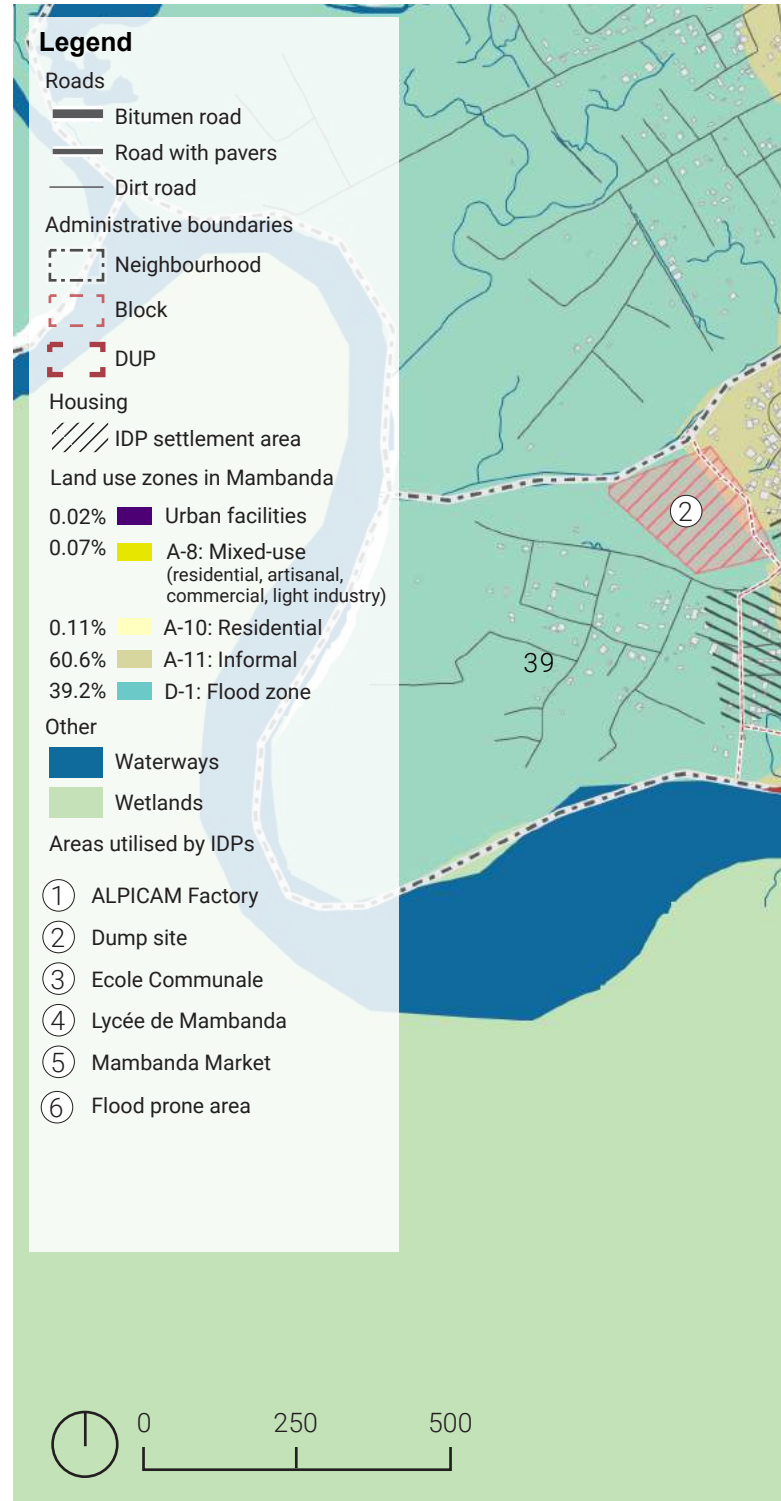 Legend
Roads
Bitumen road
Road with pavers
Dirt road
Administrative boundaries
Neighbourhood
Block
DUP
Housing
IDP settlement area
Land use zones in Mambanda
0.02% Urban facilities
0.07% A-8: Mixed-use
(residential, artisanal,
commercial, light industry)
0.11% A-10: Residential
60.6% A-11: Informal
39.2% D-1: Flood zone
Other
Waterways
Wetlands
Areas utilised by IDPs
1 ALPICAM Factory
2 Dump site
3 Ecole Communale
4 Lycée de Mambanda
5 Mambanda Market
6 Flood prone area
2
39
0 250 500